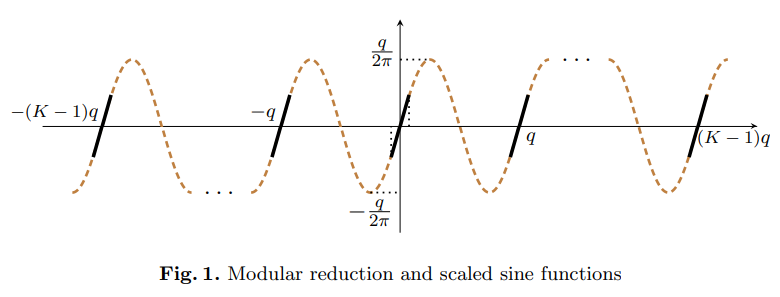 q/2π
· · ·
−(K − 1)q
−q
q
(K − 1)q
· · ·
−q/2π
Fig. 1. Modular reduction and scaled sine functions